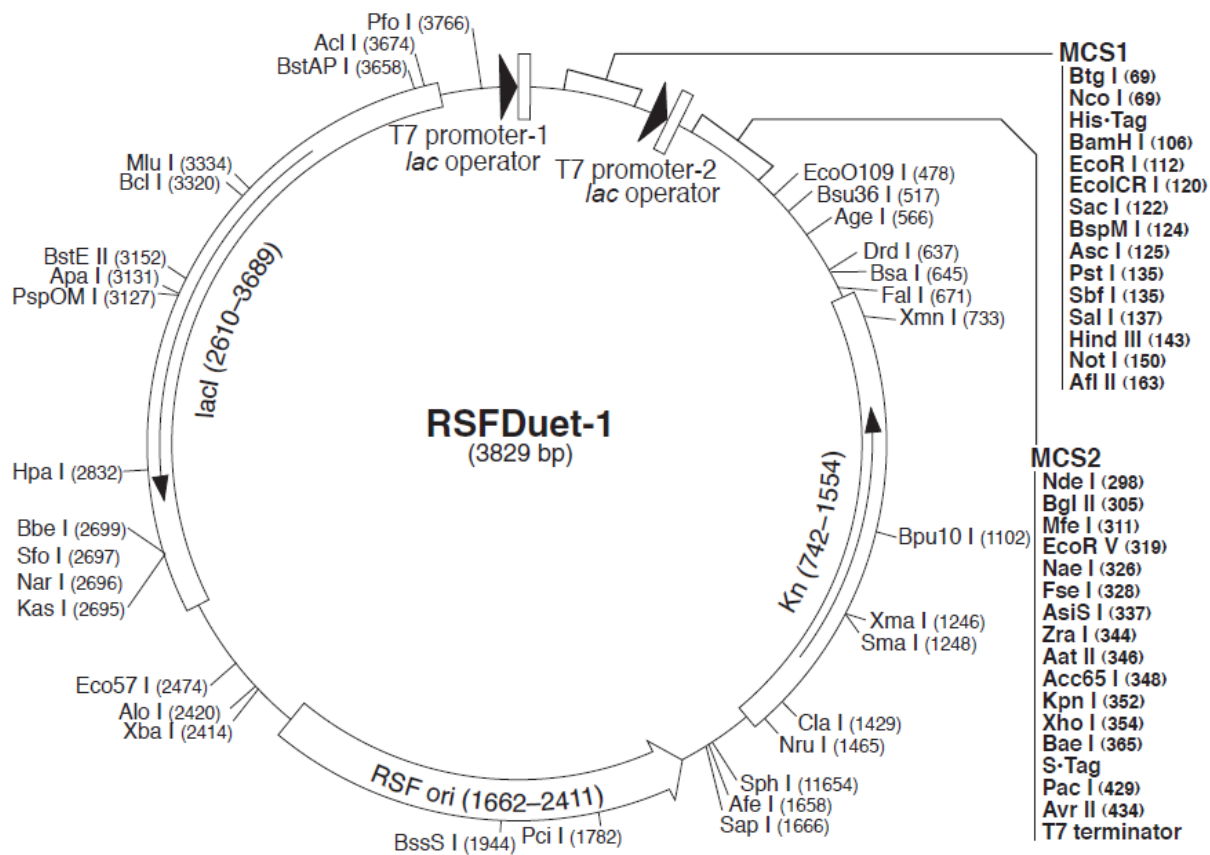 Pfo I (3766)
Acl I (3674)
BstAP I (3658)
T7 promoter-1
lac operator
T7 promoter-2
lac operator
Mlu I (3334)
Bcl I (3320)
BstE II (3152)
Apa I (3131)
PspOM I (3127)
lacI (2610–3689)
Hpa I (2832)
Bbe I (2699)
Sfo I (2697)
Nar I (2696)
Kas I (2695)
Eco57 I (2474)
Alo I (2420)
Xba I (2414)
RSFDuet-1
(3829 bp)
EcoO109 I (478)
Bsu36 I (517)
Age I (566)
Drd I (637)
Bsa I (645)
Fal I (671)
Xmn I (733)
Kn (742–1554)
Bpu10 I (1102)
Xma I (1246)
Sma I (1248)
Cla I (1429)
Nru I (1465)
Sph I (11654)
Afe I (1658)
Sap I (1666)
RSF ori (1662–2411)
Pci I (1782)
BssS I (1944)
MCS1
Btg I (69)
Nco I (69)
His•Tag
BamH I (106)
EcoR I (112)
EcoICR I (120)
Sac I (122)
BspM I (124)
Asc I (125)
Pst I (135)
Sbf I (135)
Sal I (137)
Hind III (143)
Not I (150)
Afl II (163)
MCS2
Nde I (298)
Bgl II (305)
Mfe I (311)
EcoR V (319)
Nae I (326)
Fse I (328)
AsiS I (337)
Zra I (344)
Aat II (346)
Acc65 I (348)
Kpn I (352)
Xho I (354)
Bae I (365)
S•Tag
Pac I (429)
Avr II (434)
T7 terminator